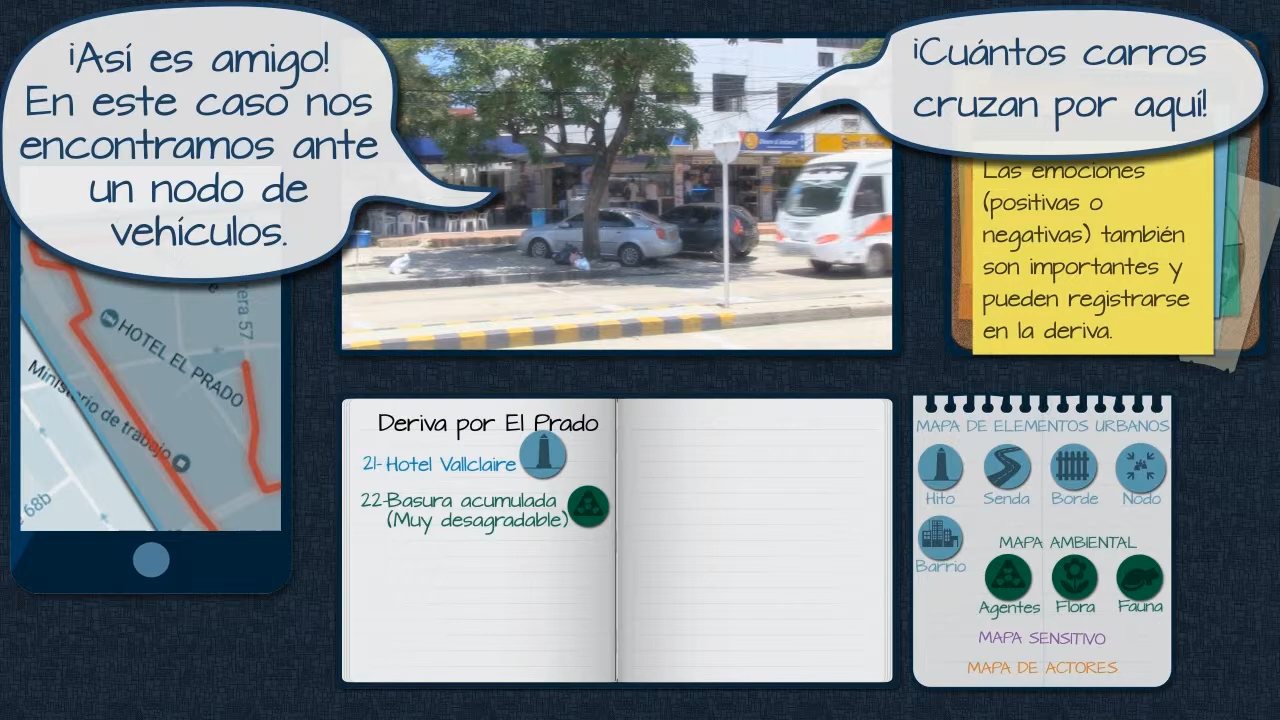 ¡Así es amigo!
En este caso nos
encontramos ante
un nodo de
vehículos.
¡Cuántos carros
cruzan por aquí!
Las emociones
(positivas o
negativas) también
son importantes y
pueden registrarse
en la deriva.
HOTEL EL PRADO
Ministerio de trabajo
rera 57
e 68b
Deriva por El Prado
21- Hotel Vallclaire
22-Basura acumulada
(Muy desagradable)
MAPA DE ELEMENTOS URBANOS
Hito Senda Borde Nodo
Barrio
MAPA AMBIENTAL
Agentes Flora Fauna
MAPA SENSITIVO
MAPA DE ACTORES